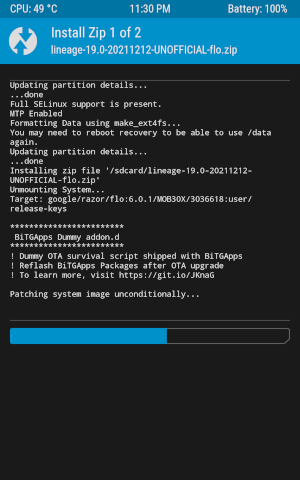 CPU: 49 °C 11:30 PM Battery: 100%
Install Zip 1 of 2
lineage-19.0-20211212-UNOFFICIAL-flo.zip
Updating partition details...
...done
Full SELinux support is present.
MTP Enabled
Formatting Data using make_ext4fs...
You may need to reboot recovery to be able to use /data
again.
Updating partition details...
...done
Installing zip file '/sdcard/lineage-19.0-20211212-
UNOFFICIAL-flo.zip'
Unmounting System...
Target: google/razor/flo:6.0.1/MOB30X/3036618:user/
release-keys
************************
BiTGApps Dummy addon.d
************************
! Dummy OTA survival script shipped with BiTGApps
! Reflash BiTGApps Packages after OTA upgrade
! To learn more, visit https://git.io/JKnaG
Patching system image unconditionally...